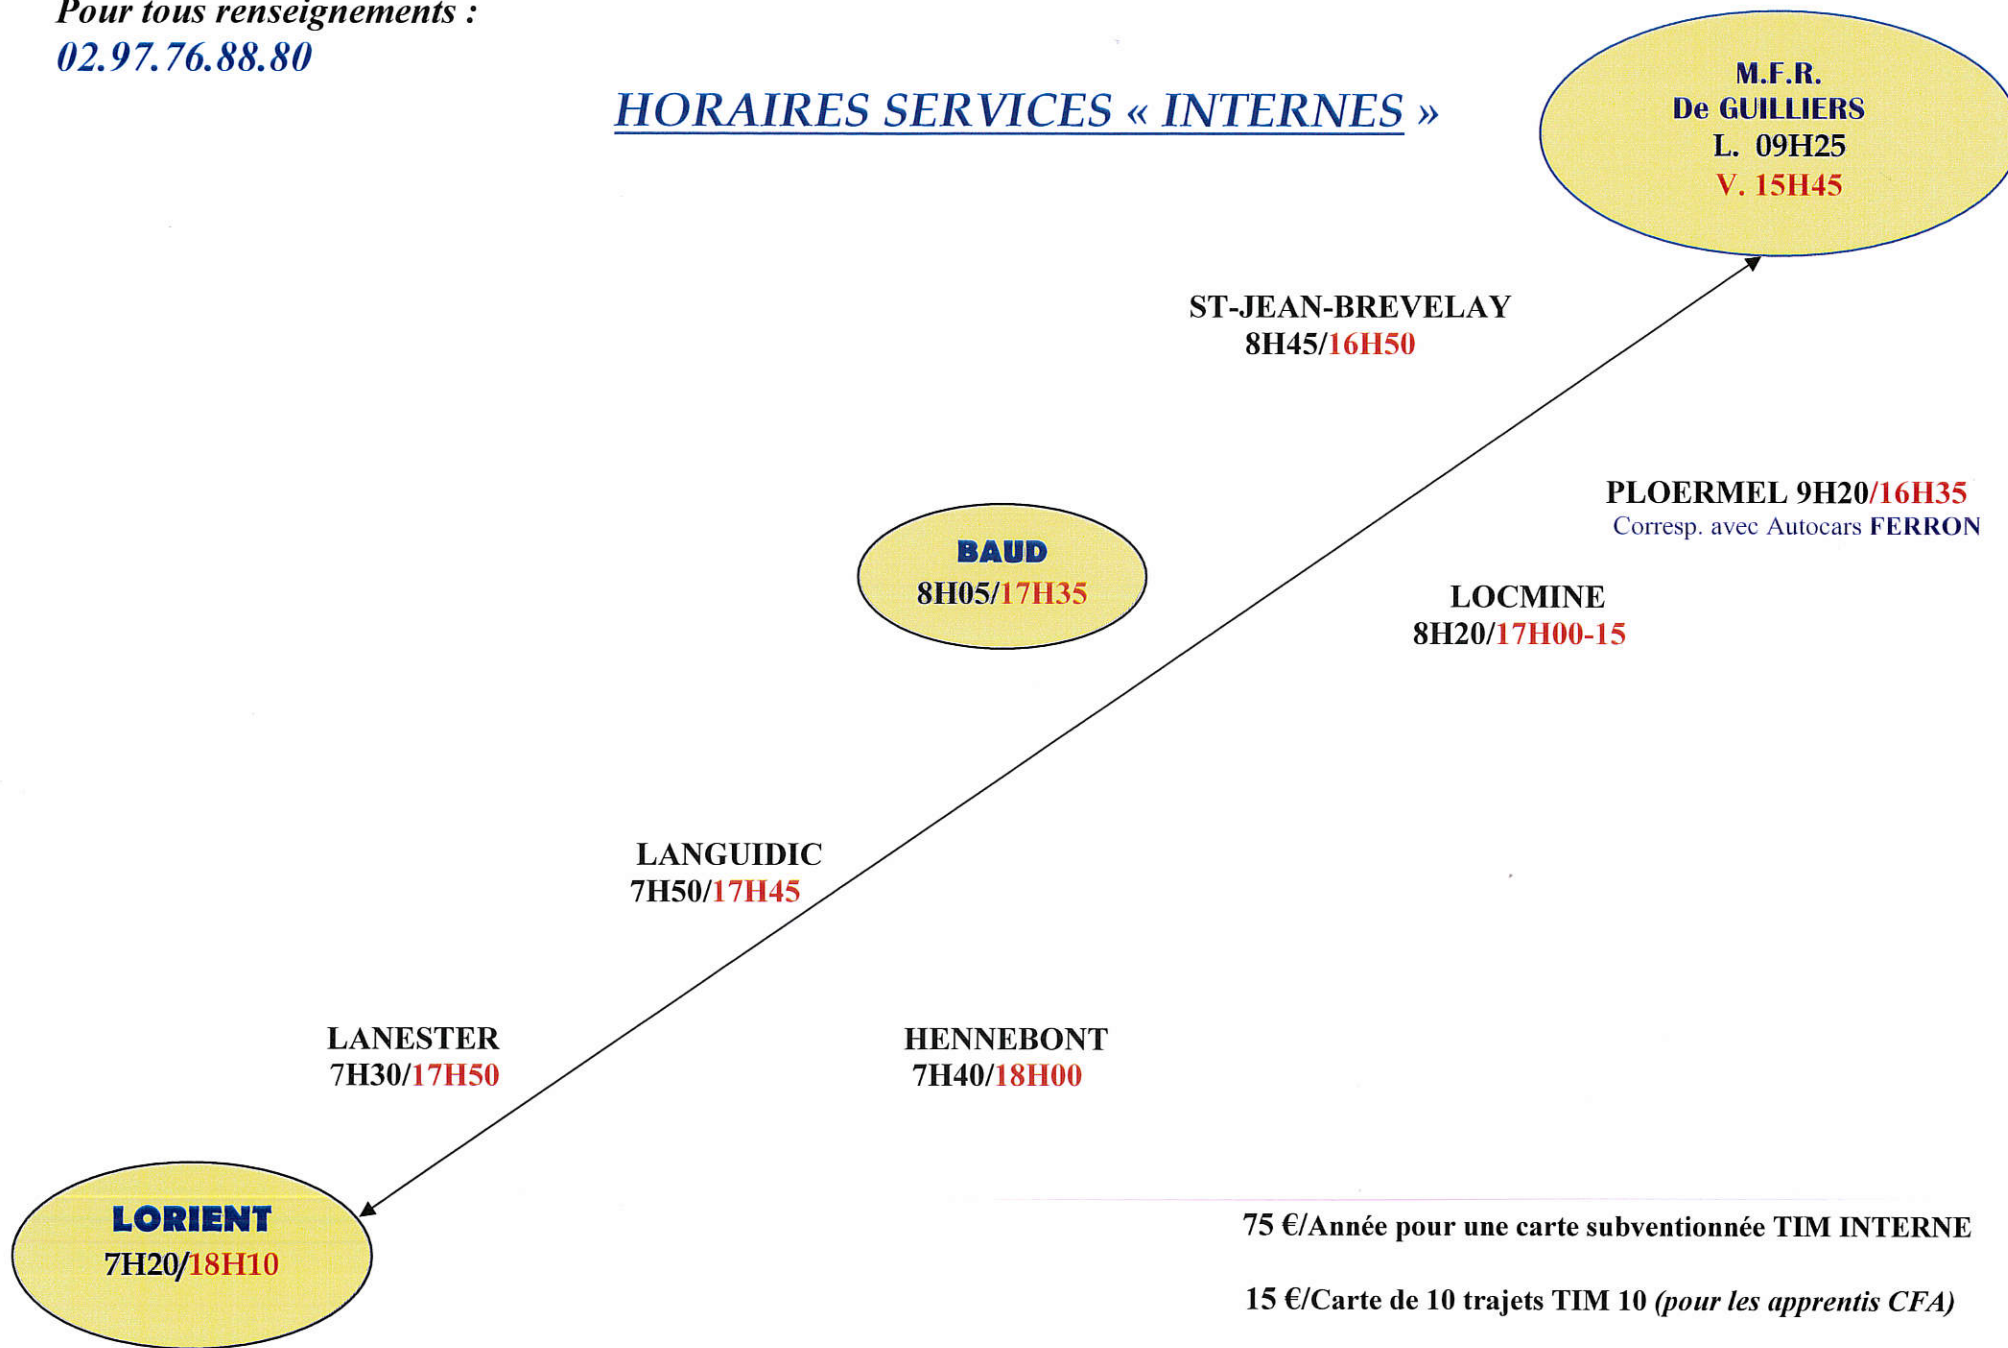 Pour tous renseignements :
02.97.76.88.80
HORAIRES SERVICES « INTERNES »
M.F.R.
De GUILLIERS
L. 09H25
V. 15H45
ST-JEAN-BREVELAY
8H45/16H50
PLOERMEL 9H20/16H35
Corresp. avec Autocars FERRON
BAUD
8H05/17H35
LOCMINE
8H20/17H00-15
LANGUIDIC
7H50/17H45
LANESTER
7H30/17H50
HENNEBONT
7H40/18H00
LORIENT
7H20/18H10
75 €/Année pour une carte subventionnée TIM INTERNE
15 €/Carte de 10 trajets TIM 10 (pour les apprentis CFA)